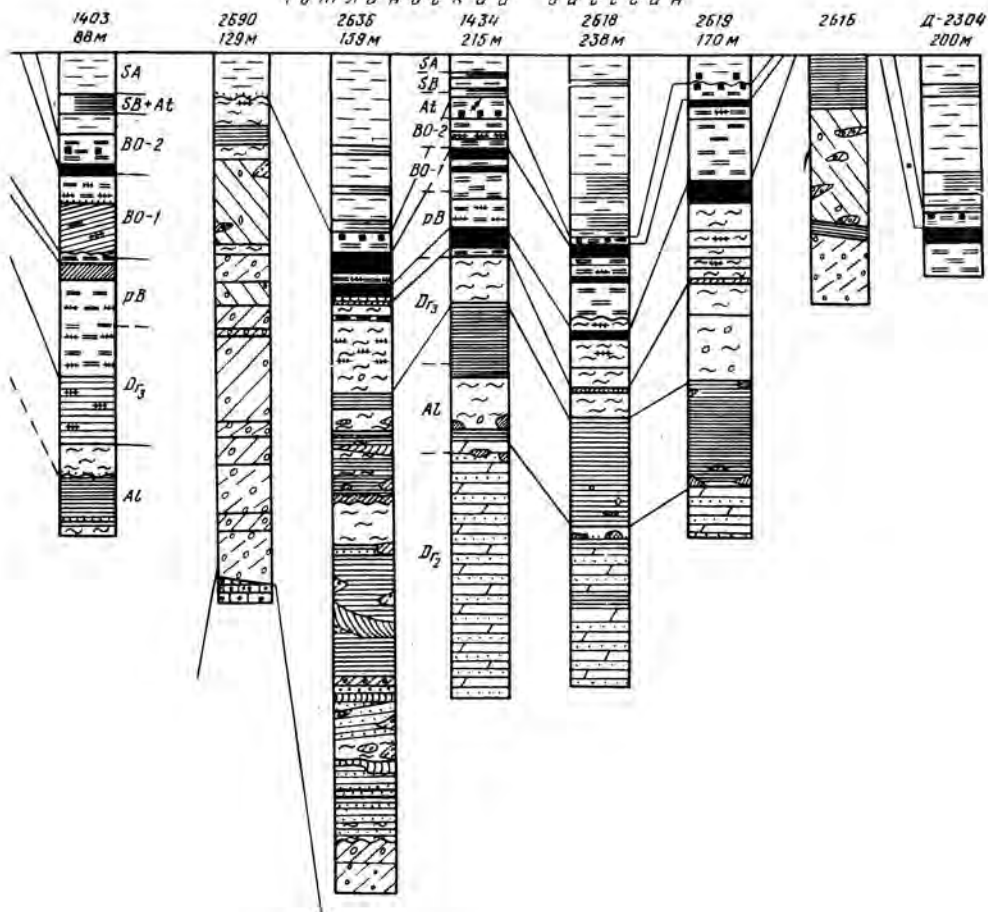 1403 2690 2636 1434 2618 2619 2616 Д-2304
88м 129м 159м 215м 238м 170м 200м
SA
SB+At
BO-2
BO-1
pB
Dr₃
Al
SA
SB
At
BO-2
BO-1
pB
Dr₃
Al
Dr₂